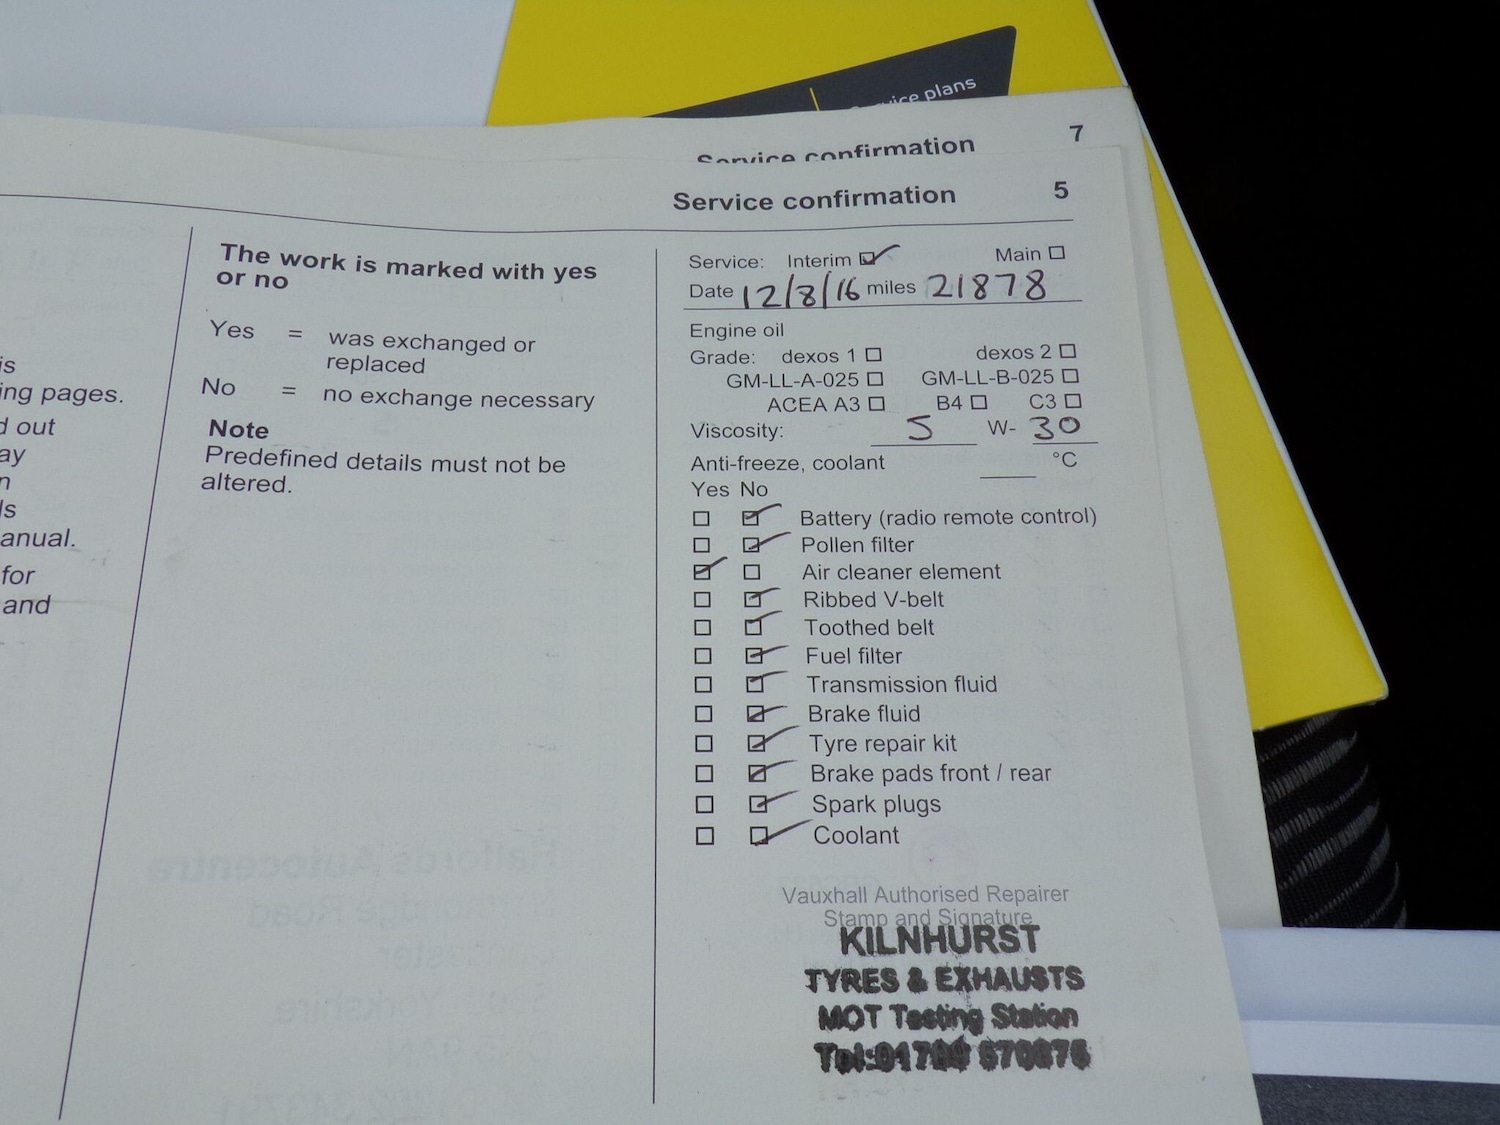 plans
Service confirmation 7
Service confirmation 5
is
ing pages.
d out
ay
n
ls
anual.
for
and
The work is marked with yes
or no
Yes = was exchanged or
replaced
No = no exchange necessary
Note
Predefined details must not be
altered.
Service: Interim Main
Date 12/8/16 miles 21878
Engine oil
Grade: dexos 1 dexos 2
GM-LL-A-025 GM-LL-B-025
ACEA A3 B4 C3
Viscosity: 5 W- 30
Anti-freeze, coolant °C
Yes No
Battery (radio remote control)
Pollen filter
Air cleaner element
Ribbed V-belt
Toothed belt
Fuel filter
Transmission fluid
Brake fluid
Tyre repair kit
Brake pads front / rear
Spark plugs
Coolant
Vauxhall Authorised Repairer
Stamp and Signature
KILNHURST
TYRES & EXHAUSTS
MOT Testing Station
Halfords Autocentre